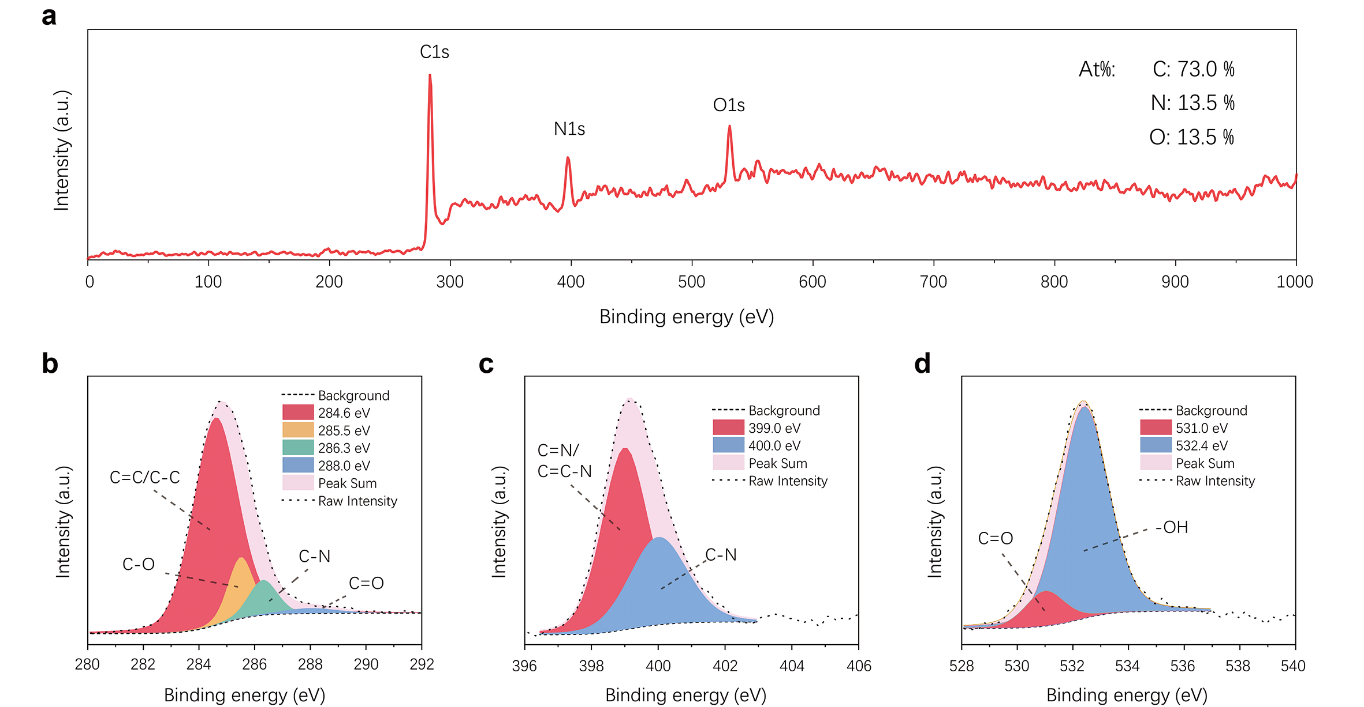 a
C1s
N1s
O1s
At%: C: 73.0 %
N: 13.5 %
O: 13.5 %
Intensity (a.u.)
0 100 200 300 400 500 600 700 800 900 1000
Binding energy (eV)
b
Background
284.6 eV
285.5 eV
286.3 eV
288.0 eV
Peak Sum
Raw Intensity
C=C/C-C
C-O
C-N
C=O
Intensity (a.u.)
280 282 284 286 288 290 292
Binding energy (eV)
c
Background
399.0 eV
400.0 eV
Peak Sum
Raw Intensity
C=N/
C=C-N
C-N
Intensity (a.u.)
396 398 400 402 404 406
Binding energy (eV)
d
Background
531.0 eV
532.4 eV
Peak Sum
Raw Intensity
C=O
-OH
Intensity (a.u.)
528 530 532 534 536 538 540
Binding energy (eV)